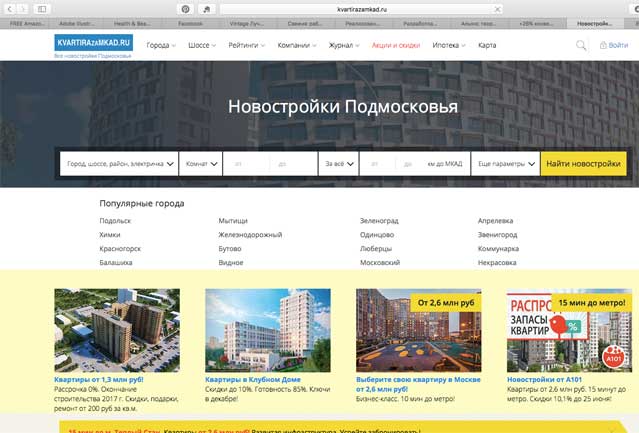 kvartirazamkad.ru
FREE Amazon
Adobe Illustr...
Health & Bea...
Facebook
Vintage Луч...
Свежие рабо...
Реализован...
Разработка...
Альянс твор...
+26% конве...
Новостройк...
KVARTIRAzaMKAD.RU
Все новостройки Подмосковья
Города Шоссе Рейтинги Компании Журнал Акции и скидки Ипотека Карта Войти
Новостройки Подмосковья
Город, шоссе, район, электричка Комнат от до За всё от до км до МКАД Еще параметры Найти новостройки
Популярные города
Подольск Мытищи Зеленоград Апрелевка
Химки Железнодорожный Одинцово Звенигород
Красногорск Бутово Люберцы Коммунарка
Балашиха Видное Московский Некрасовка
От 2,6 млн руб
15 мин до метро!
РАСПРОД
ЗАПАСЫ
КВАРТИР
%
А101
Квартиры от 1,3 млн руб!
Рассрочка 0%. Окончание
строительства 2017 г. Скидки, подарки,
ремонт от 200 руб за кв.м.
Квартиры в Клубном Доме
Скидки до 10%. Готовность 85%. Ключи
в декабре!
Выберите свою квартиру в Москве
от 2,6 млн руб!
Бизнес-класс. 10 мин до метро!
Новостройки от А101
Квартиры от 2,6 млн руб. 15 минут до
метро. Скидки 10,1% до 25 июня!
15 мин до м. Теплый Стан. Квартиры от 2,6 млн! Развитая инфраструктура. Успейте забронировать!